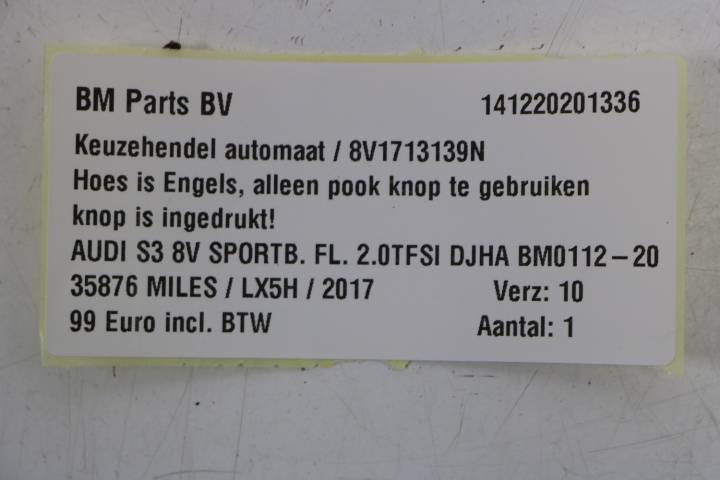 BM Parts BV 141220201336
Keuzehendel automaat / 8V1713139N
Hoes is Engels, alleen pook knop te gebruiken
knop is ingedrukt!
AUDI S3 8V SPORTB. FL. 2.0TFSI DJHA BM0112-20
35876 MILES / LX5H / 2017 Verz: 10
99 Euro incl. BTW Aantal: 1